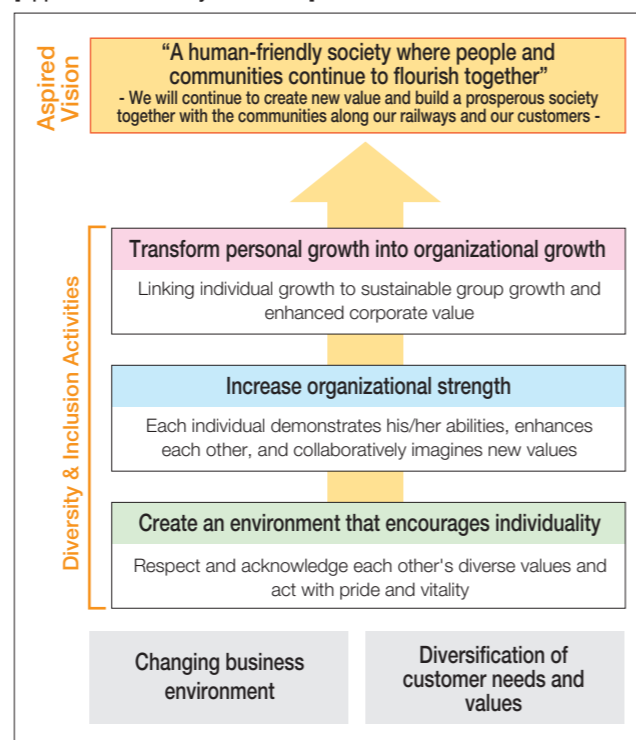 Aspired
Vision
“A human-friendly society where people and
communities continue to flourish together”
- We will continue to create new value and build a prosperous society
together with the communities along our railways and our customers -
Diversity & Inclusion Activities
Transform personal growth into organizational growth
Linking individual growth to sustainable group growth and
enhanced corporate value
Increase organizational strength
Each individual demonstrates his/her abilities, enhances
each other, and collaboratively imagines new values
Create an environment that encourages individuality
Respect and acknowledge each other's diverse values and
act with pride and vitality
Changing business
environment
Diversification of
customer needs and
values